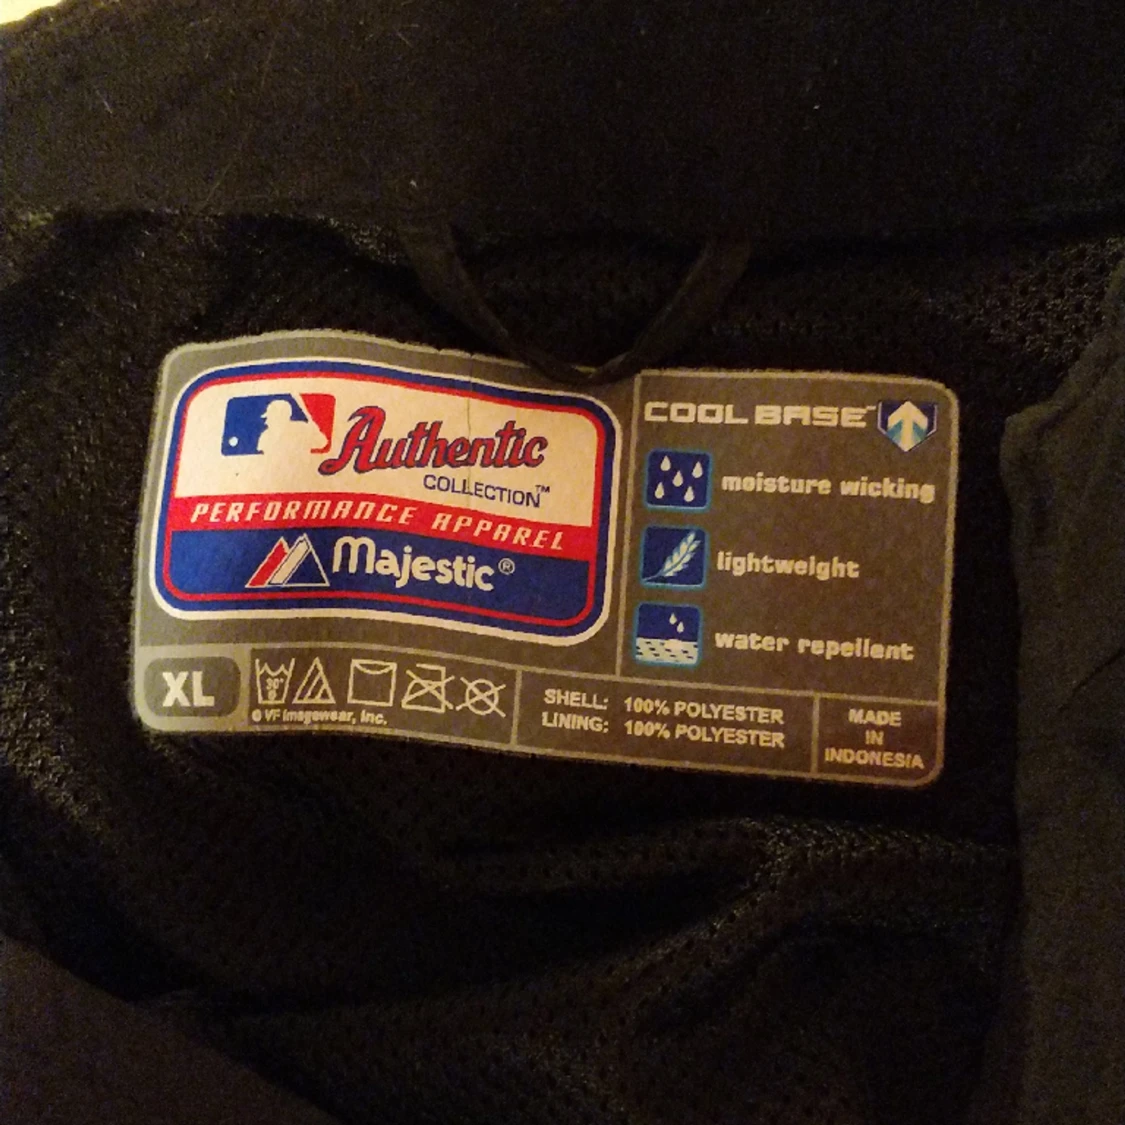 Authentic
COLLECTION™
PERFORMANCE APPAREL
Majestic®
COOL BASE™
moisture wicking
lightweight
water repellent
XL
30°
© VF Imagewear, Inc.
SHELL: 100% POLYESTER
LINING: 100% POLYESTER
MADE
IN
INDONESIA